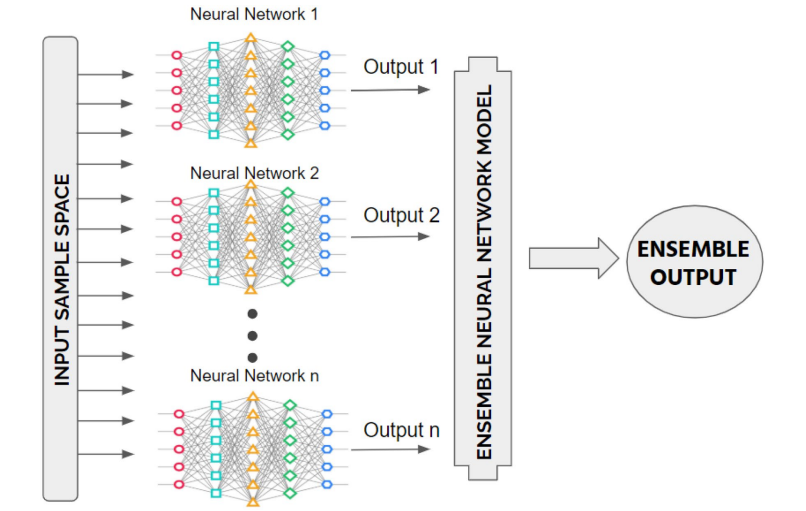 Neural Network 1
Output 1
INPUT SAMPLE SPACE
Neural Network 2
Output 2
Neural Network n
Output n
ENSEMBLE NEURAL NETWORK MODEL
ENSEMBLE
OUTPUT